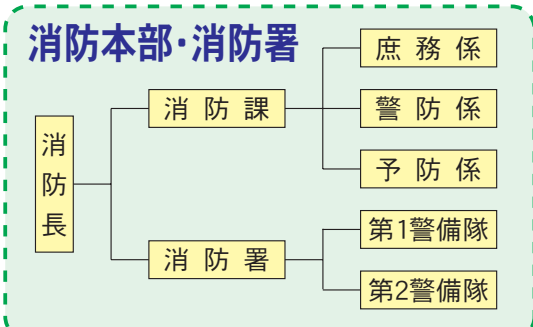 消防本部・消防署
消防長
消防課
庶務係
警防係
予防係
消防署
第1警備隊
第2警備隊